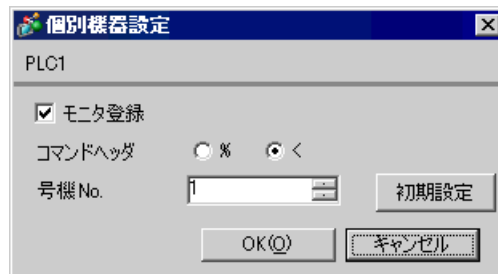 個別機器設定
PLC1
モニタ登録
コマンドヘッダ % <
号機No. 1 初期設定
OK(O) キャンセル